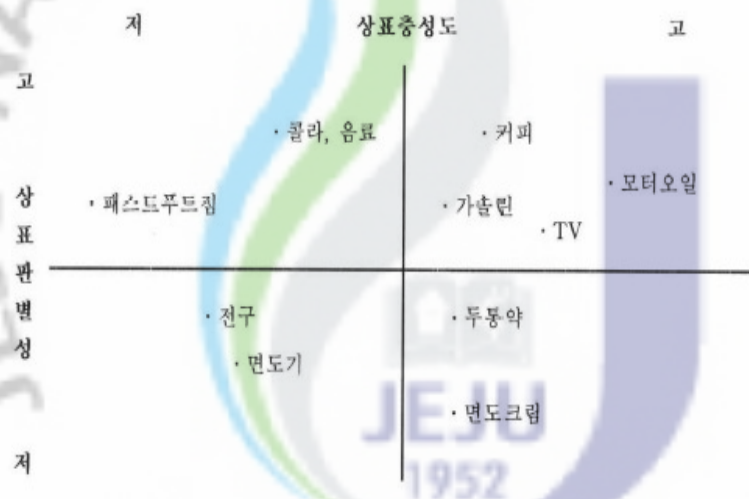 저 상표충성도 고
고
· 콜라, 음료 · 커피
· 모터오일
상
· 패스드푸드짐 · 가솔린
표 · TV
판
별 · 전구 · 두통약
성 · 면도기
· 면도크림
JEJU
저
1952